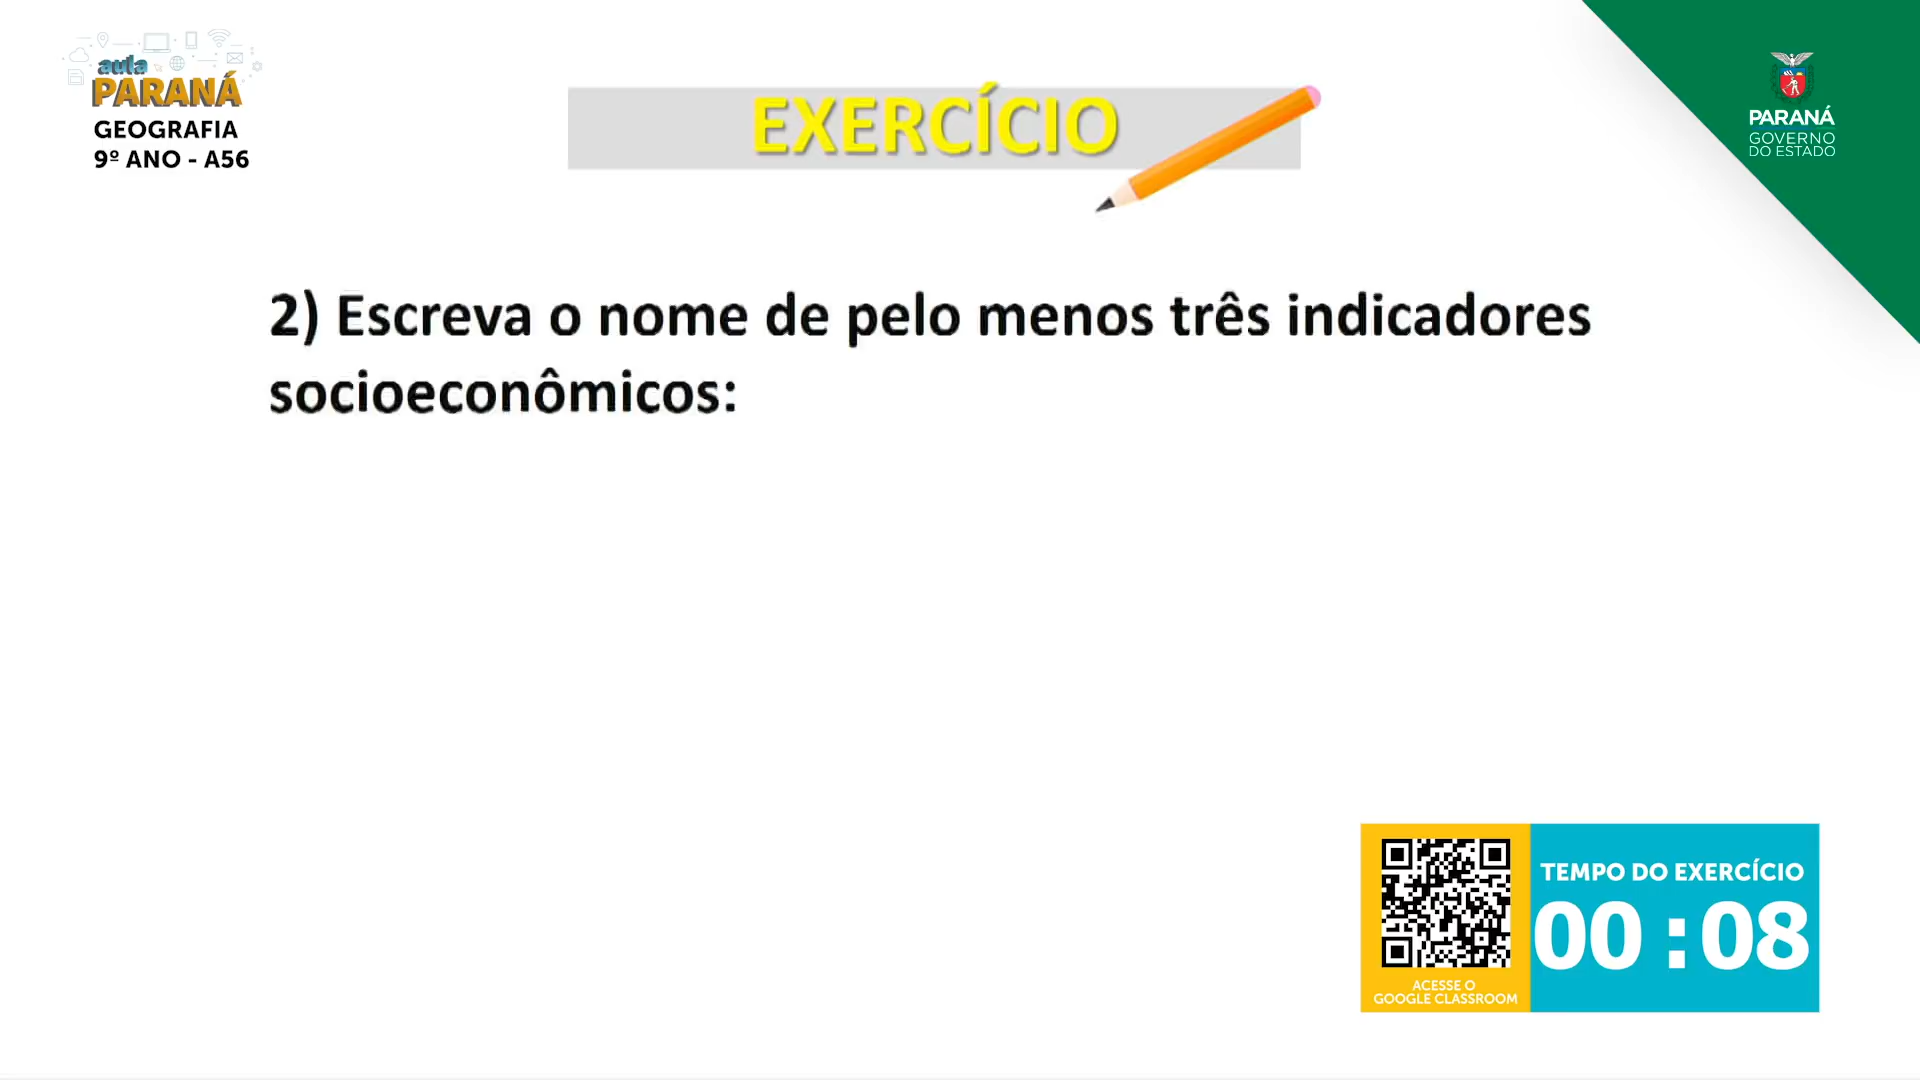 aula
PARANÁ
GEOGRAFIA
9º ANO - A56
EXERCÍCIO
PARANÁ
GOVERNO
DO ESTADO
2) Escreva o nome de pelo menos três indicadores
socioeconômicos:
TEMPO DO EXERCÍCIO
00 : 08
ACESSE O
GOOGLE CLASSROOM